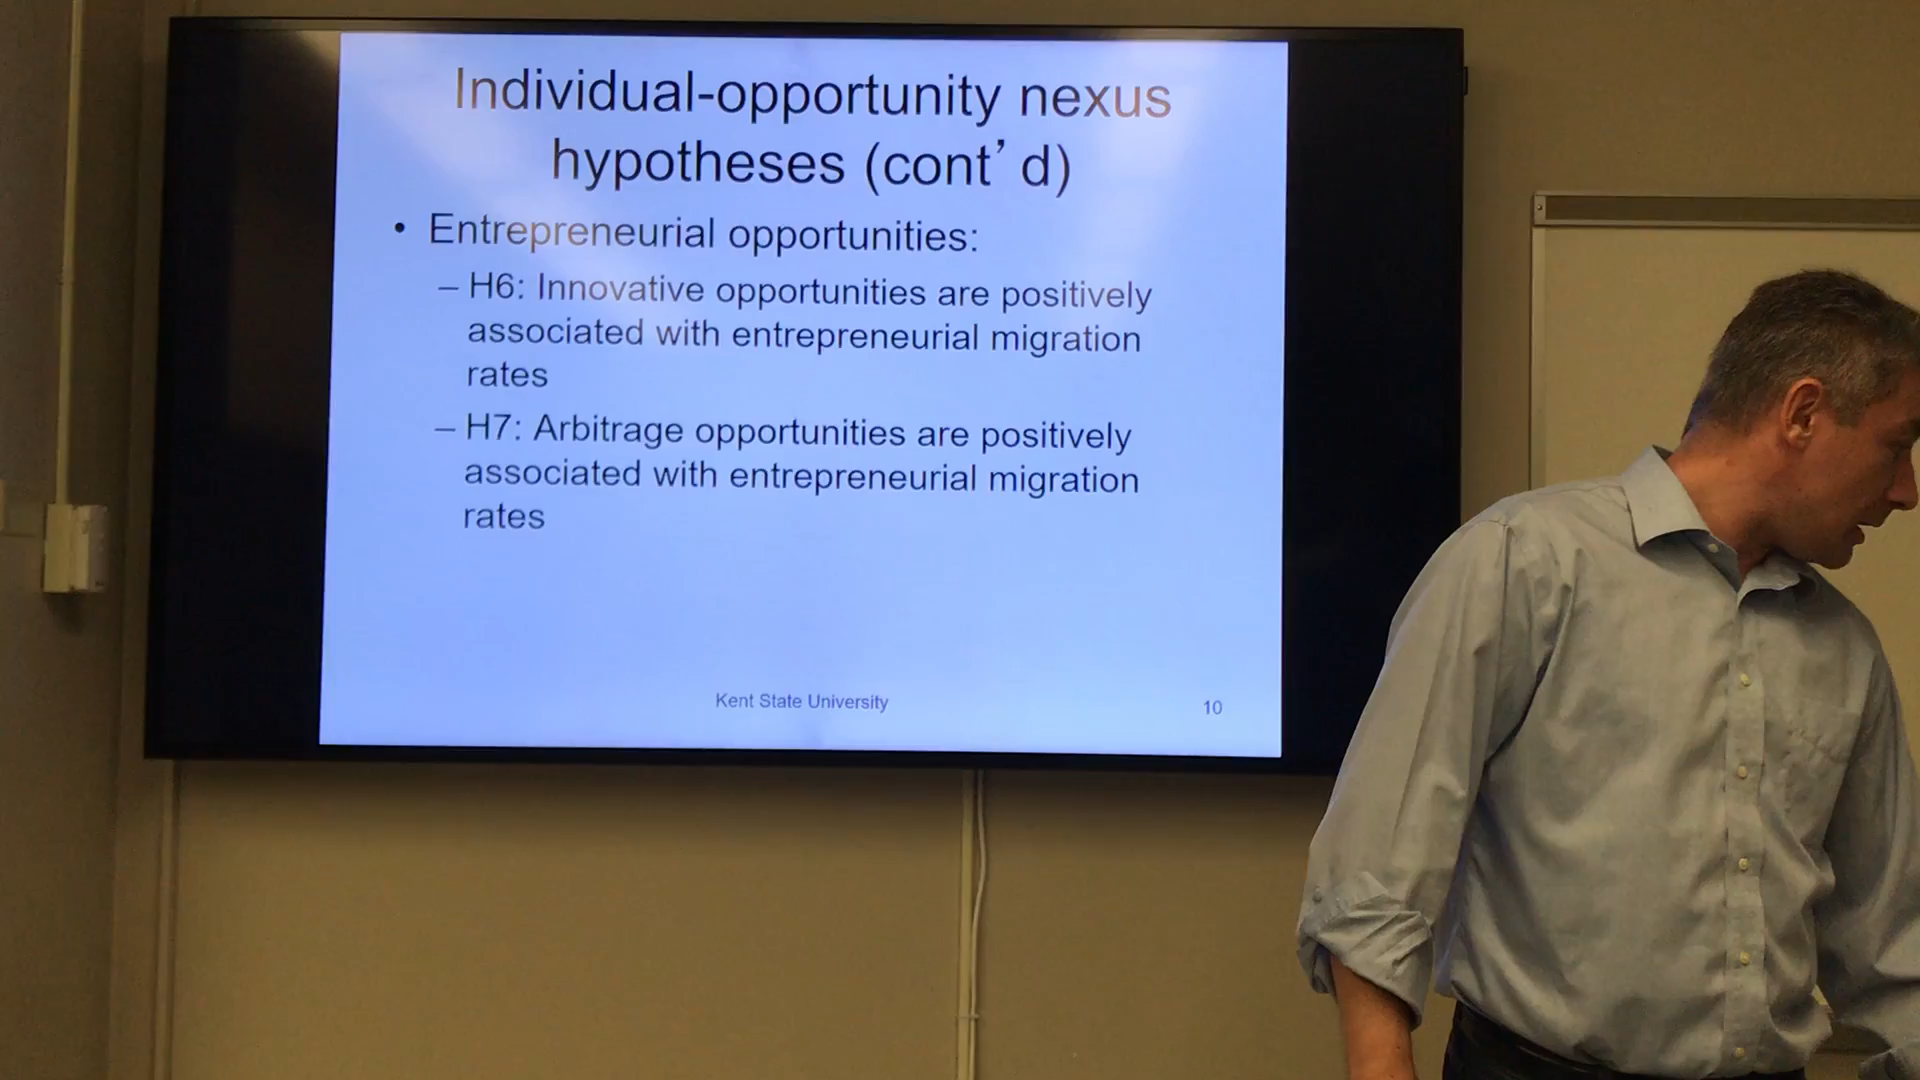 Individual-opportunity nexus
hypotheses (cont’ d)
• Entrepreneurial opportunities:
– H6: Innovative opportunities are positively
associated with entrepreneurial migration
rates
– H7: Arbitrage opportunities are positively
associated with entrepreneurial migration
rates
Kent State University
10